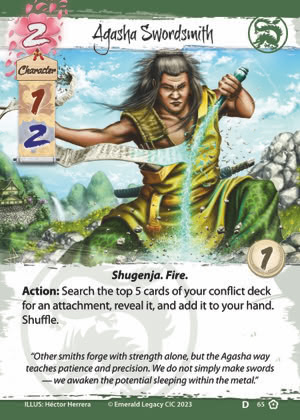 2
Agasha Swordsmith
Character
1
2
1
Shugenja. Fire.
Action: Search the top 5 cards of your conflict deck
for an attachment, reveal it, and add it to your hand.
Shuffle.
“Other smiths forge with strength alone, but the Agasha way
teaches patience and precision. We do not simply make swords
— we awaken the potential sleeping within the metal.”
ILLUS: Héctor Herrera © Emerald Legacy CIC 2023 D 65